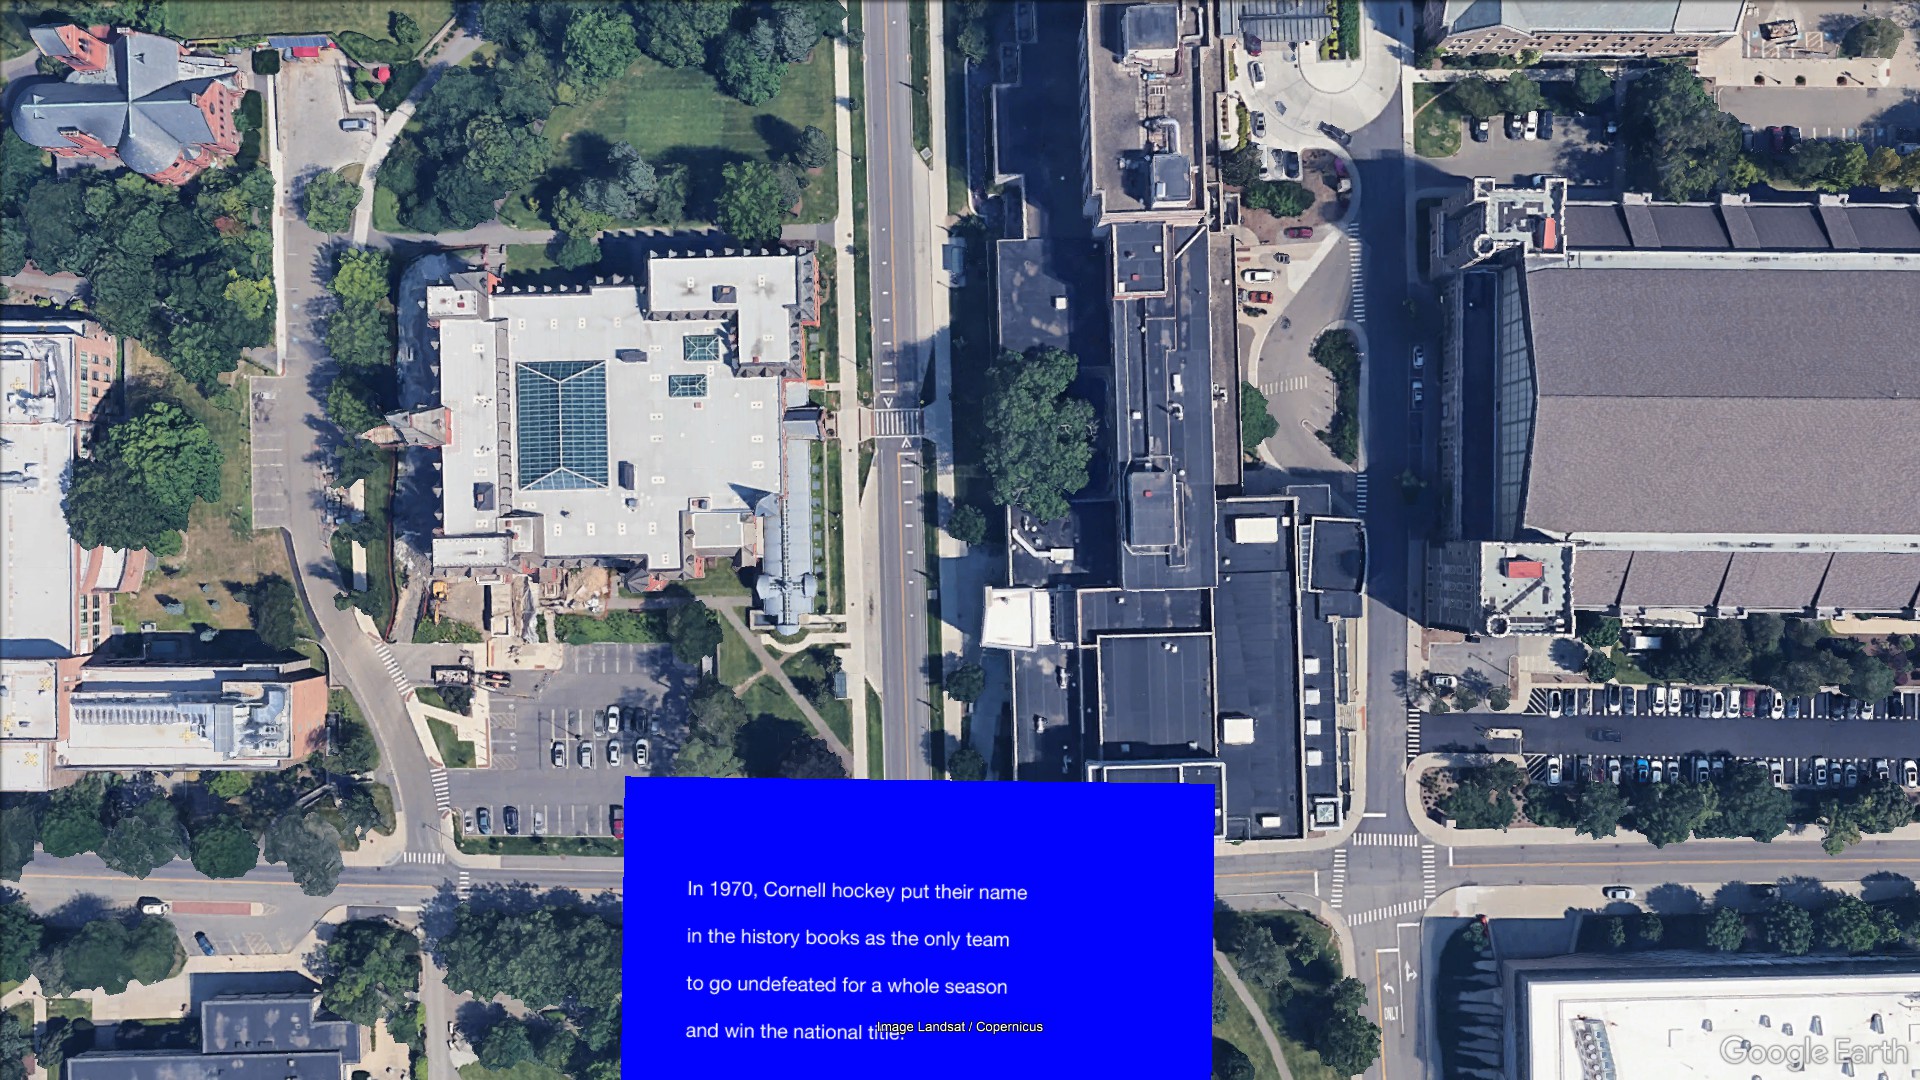 In 1970, Cornell hockey put their name
in the history books as the only team
to go undefeated for a whole season
and win the national title.
Image Landsat / Copernicus
Google Earth
ONLY